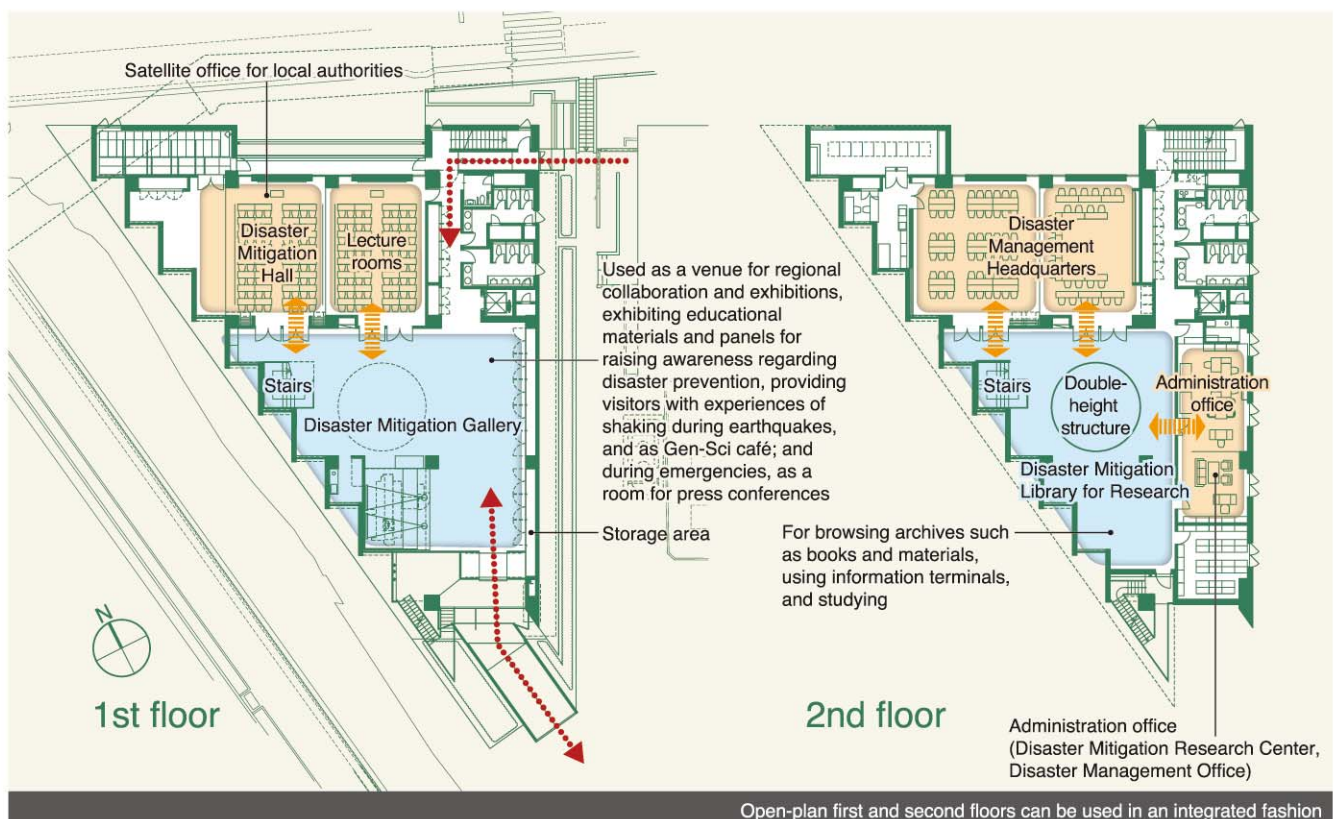 Satellite office for local authorities
Disaster
Mitigation
Hall
Lecture
rooms
Used as a venue for regional
collaboration and exhibitions,
exhibiting educational
materials and panels for
raising awareness regarding
disaster prevention, providing
visitors with experiences of
shaking during earthquakes,
and as Gen-Sci café; and
during emergencies, as a
room for press conferences
Stairs
Disaster Mitigation Gallery
Storage area
N
1st floor
Disaster
Management
Headquarters
Stairs
Double-
height
structure
Administration
office
Disaster Mitigation
Library for Research
For browsing archives such
as books and materials,
using information terminals,
and studying
2nd floor
Administration office
(Disaster Mitigation Research Center,
Disaster Management Office)
Open-plan first and second floors can be used in an integrated fashion